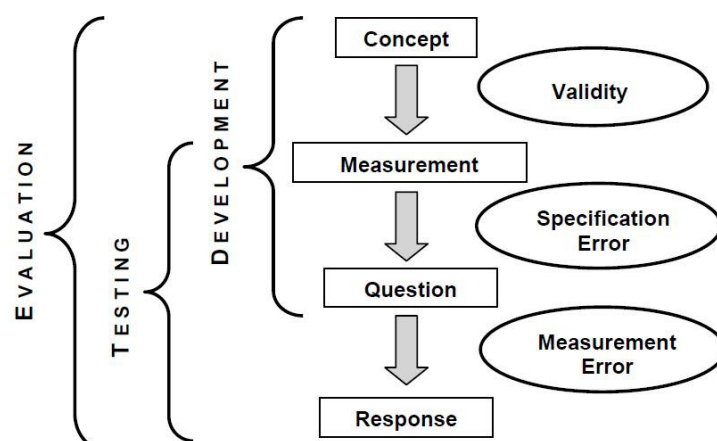 EVALUATION
TESTING
DEVELOPMENT
Concept
Validity
Measurement
Specification
Error
Question
Measurement
Error
Response